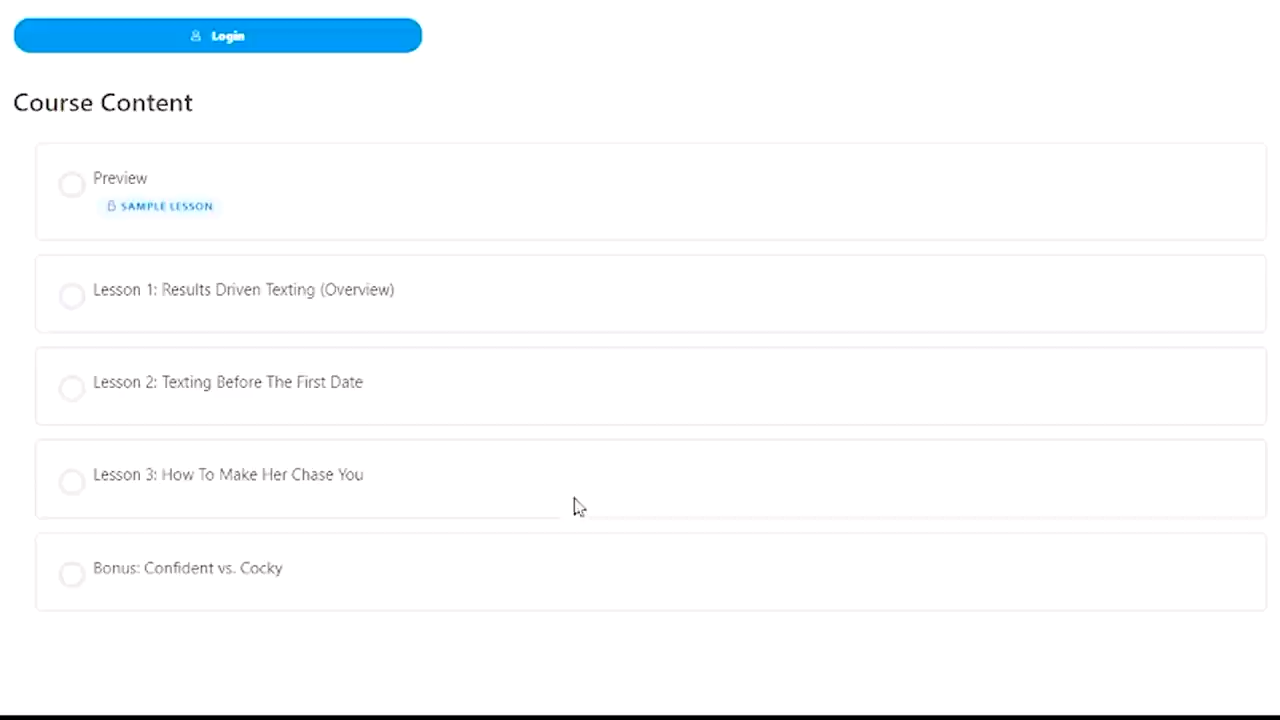 Login
Course Content
Preview
SAMPLE LESSON
Lesson 1: Results Driven Texting (Overview)
Lesson 2: Texting Before The First Date
Lesson 3: How To Make Her Chase You
Bonus: Confident vs. Cocky